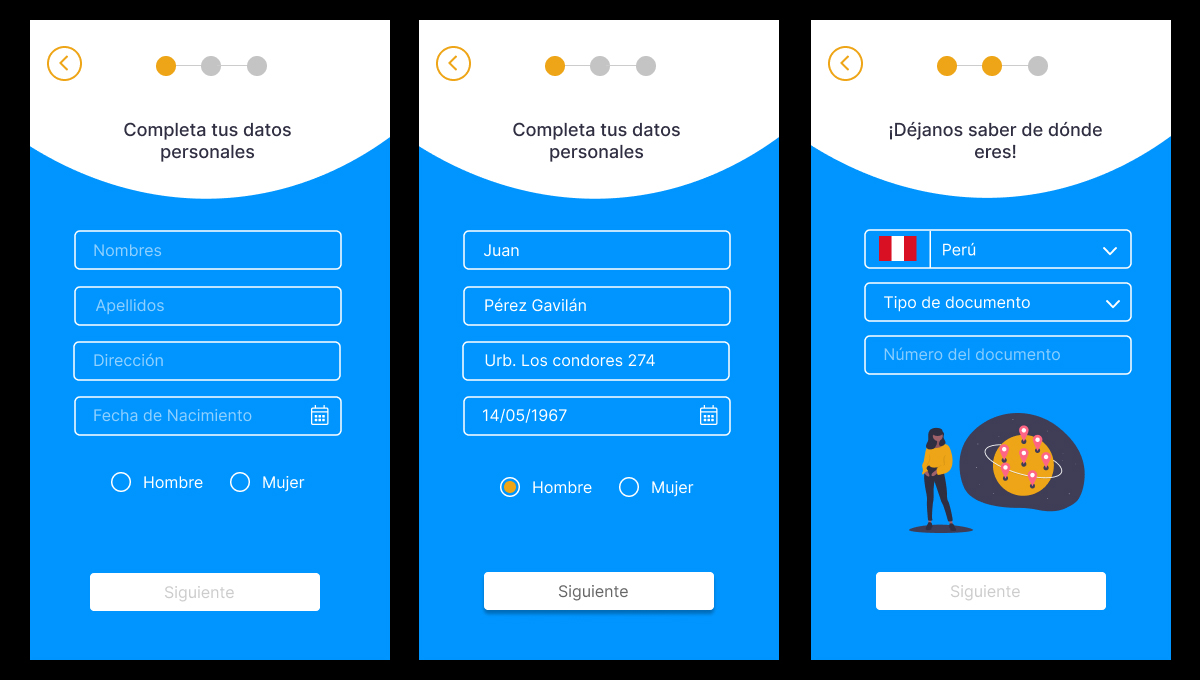 Completa tus datos
personales
Nombres
Apellidos
Dirección
Fecha de Nacimiento
Hombre
Mujer
Siguiente
Completa tus datos
personales
Juan
Pérez Gavilán
Urb. Los condores 274
14/05/1967
Hombre
Mujer
Siguiente
¡Déjanos saber de dónde
eres!
Perú
Tipo de documento
Número del documento
Siguiente